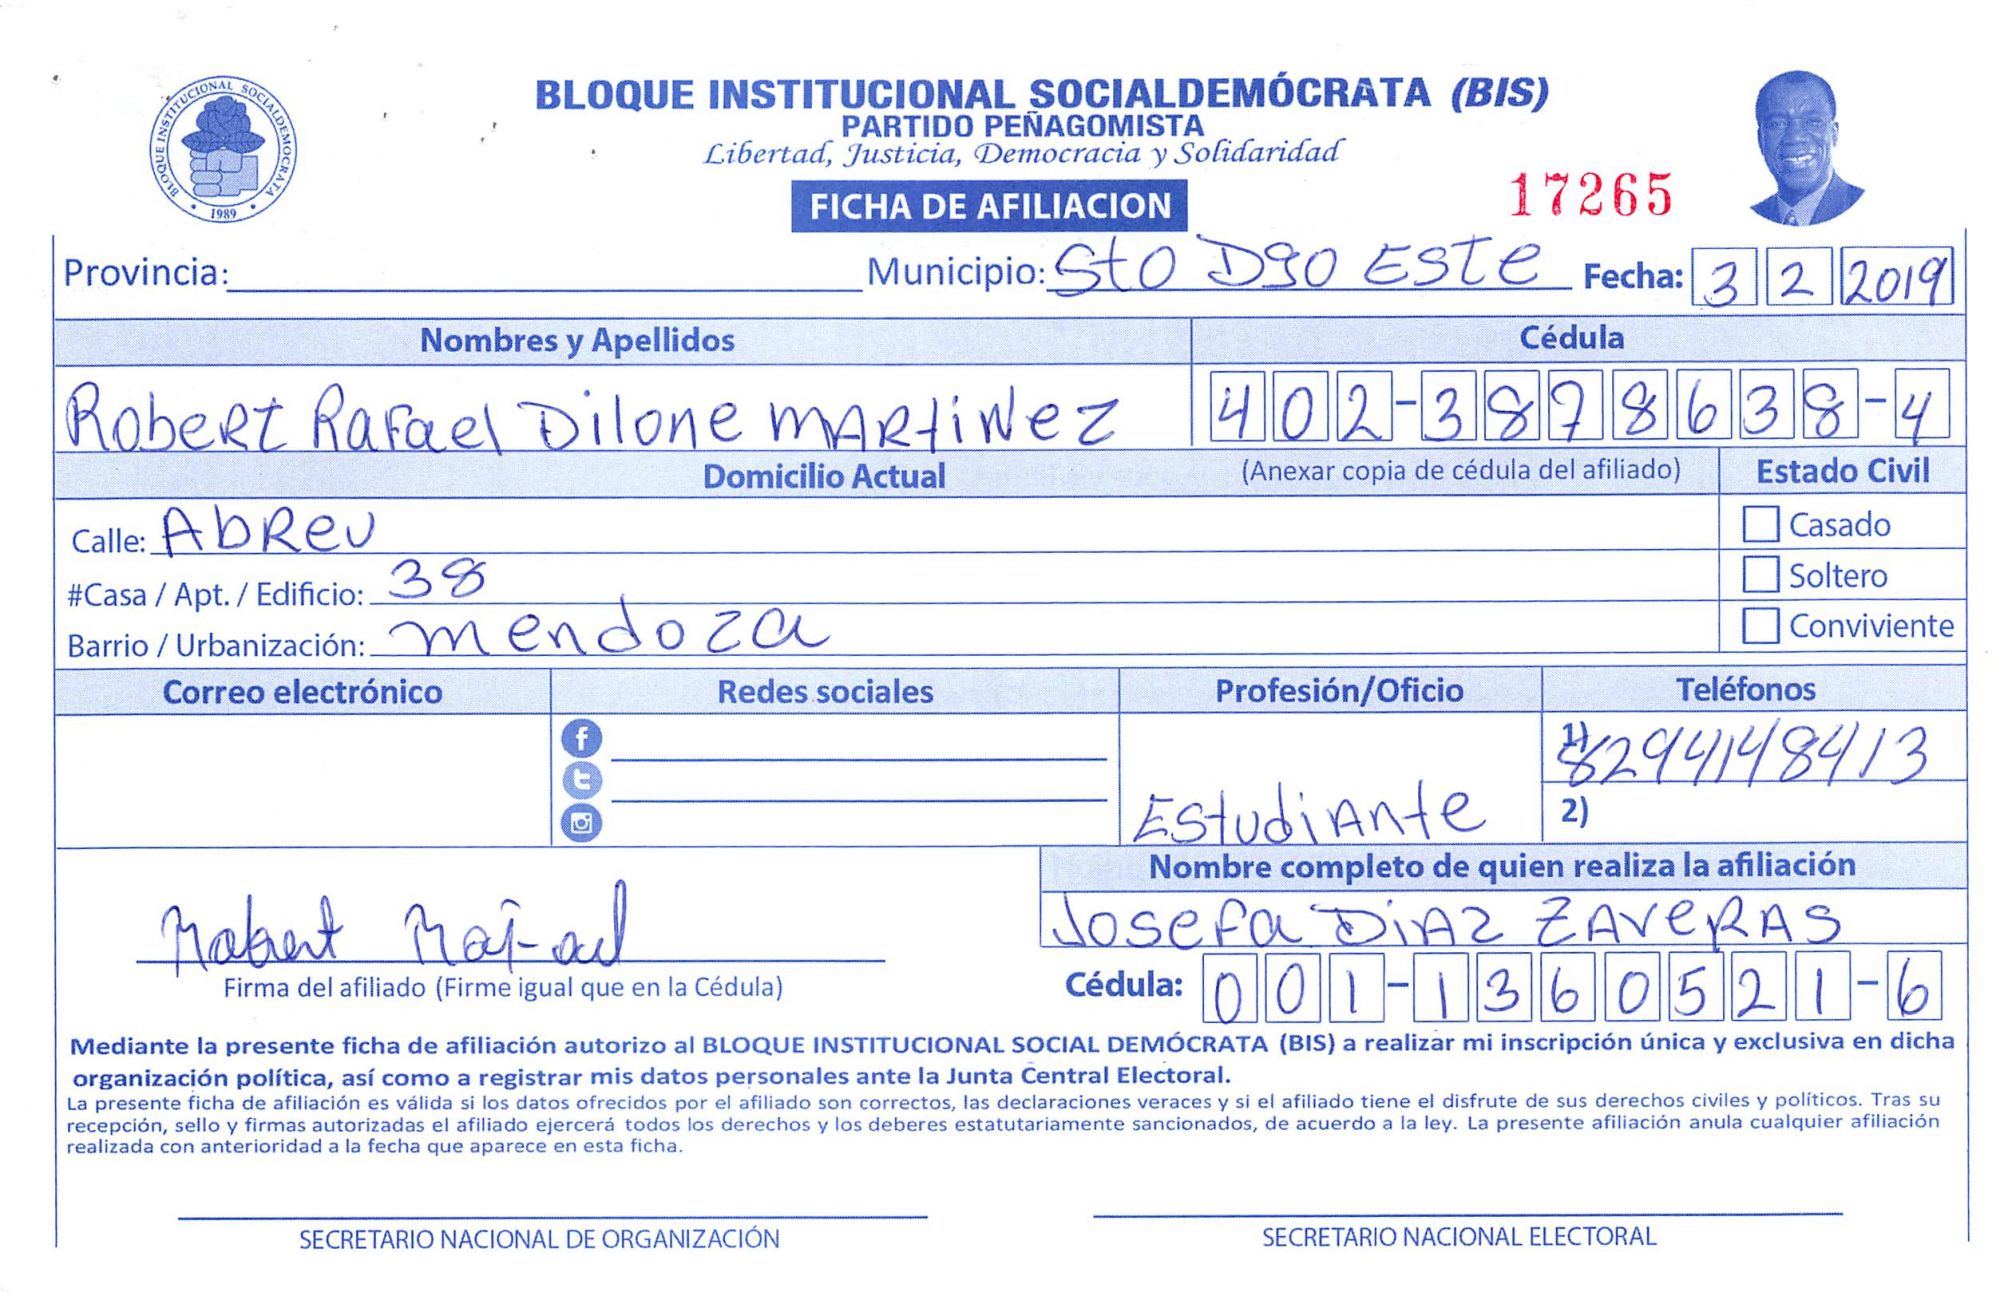 BLOQUE INSTITUCIONAL SOCIALDEMOCRATA
1989
BLOQUE INSTITUCIONAL SOCIALDEMÓCRATA (BIS)
PARTIDO PEÑAGOMISTA
Libertad, Justicia, Democracia y Solidaridad
FICHA DE AFILIACION
17265
Provincia: Municipio: Sto Dgo ESTE Fecha: 3 2 2019
Nombres y Apellidos Cédula
Robert Rafael Dilone MARtiNez 402-3878638-4
Domicilio Actual (Anexar copia de cédula del afiliado) Estado Civil
Calle: AbReu Casado
#Casa / Apt. / Edificio: 38 Soltero
Barrio / Urbanización: mendoza Conviviente
Correo electrónico Redes sociales Profesión/Oficio Teléfonos
1) 8294148413
EStudiAnte 2)
Nombre completo de quien realiza la afiliación
Josefa DiAz ZAVeRAS
Robert Rafael
Firma del afiliado (Firme igual que en la Cédula) Cédula: 001-1360521-6
Mediante la presente ficha de afiliación autorizo al BLOQUE INSTITUCIONAL SOCIAL DEMÓCRATA (BIS) a realizar mi inscripción única y exclusiva en dicha
organización política, así como a registrar mis datos personales ante la Junta Central Electoral.
La presente ficha de afiliación es válida si los datos ofrecidos por el afiliado son correctos, las declaraciones veraces y si el afiliado tiene el disfrute de sus derechos civiles y políticos. Tras su
recepción, sello y firmas autorizadas el afiliado ejercerá todos los derechos y los deberes estatutariamente sancionados, de acuerdo a la ley. La presente afiliación anula cualquier afiliación
realizada con anterioridad a la fecha que aparece en esta ficha.
SECRETARIO NACIONAL DE ORGANIZACIÓN SECRETARIO NACIONAL ELECTORAL